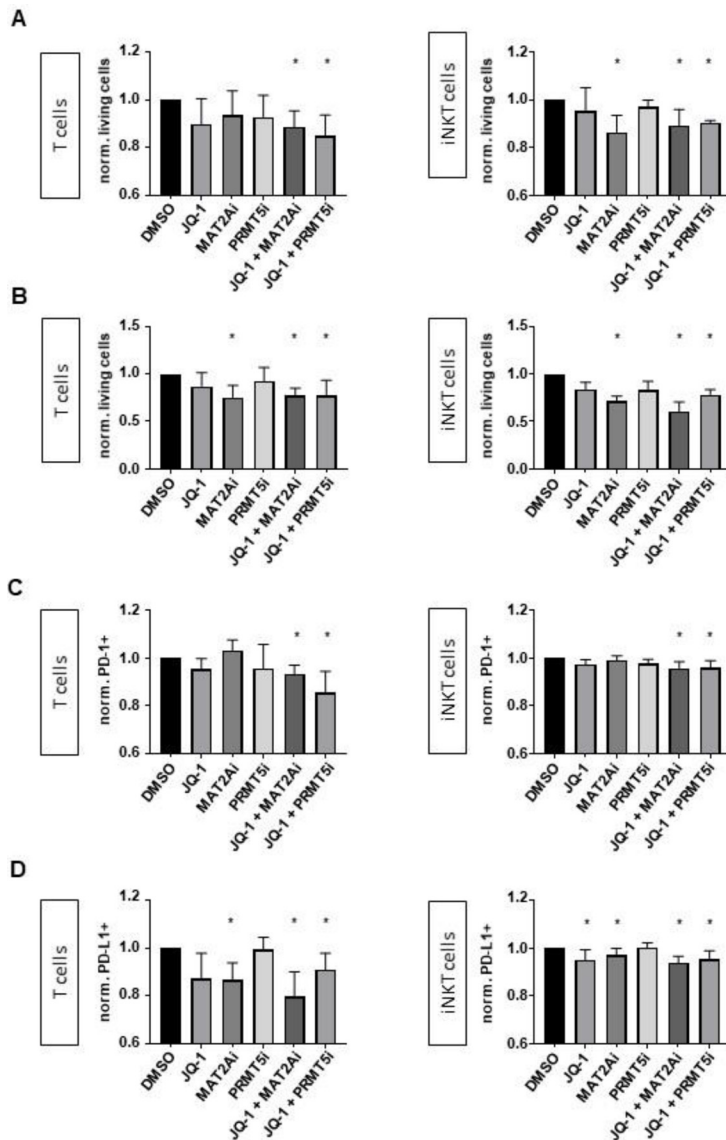 A
T cells
norm. living cells
1.2
1.0
0.8
0.6
* *
DMSO
JQ-1
MAT2Ai
PRMT5i
JQ-1 + MAT2Ai
JQ-1 + PRMT5i
iNKT cells
norm. living cells
1.2
1.0
0.8
0.6
* * *
DMSO
JQ-1
MAT2Ai
PRMT5i
JQ-1 + MAT2Ai
JQ-1 + PRMT5i
B
T cells
norm. living cells
1.5
1.0
0.5
0.0
* * *
DMSO
JQ-1
MAT2Ai
PRMT5i
JQ-1 + MAT2Ai
JQ-1 + PRMT5i
iNKT cells
norm. living cells
1.5
1.0
0.5
0.0
* * *
DMSO
JQ-1
MAT2Ai
PRMT5i
JQ-1 + MAT2Ai
JQ-1 + PRMT5i
C
T cells
norm. PD-1+
1.2
1.0
0.8
0.6
* *
DMSO
JQ-1
MAT2Ai
PRMT5i
JQ-1 + MAT2Ai
JQ-1 + PRMT5i
iNKT cells
norm. PD-1+
1.2
1.0
0.8
0.6
* *
DMSO
JQ-1
MAT2Ai
PRMT5i
JQ-1 + MAT2Ai
JQ-1 + PRMT5i
D
T cells
norm. PD-L1+
1.2
1.0
0.8
0.6
* * *
DMSO
JQ-1
MAT2Ai
PRMT5i
JQ-1 + MAT2Ai
JQ-1 + PRMT5i
iNKT cells
norm. PD-L1+
1.2
1.0
0.8
0.6
* * * *
DMSO
JQ-1
MAT2Ai
PRMT5i
JQ-1 + MAT2Ai
JQ-1 + PRMT5i